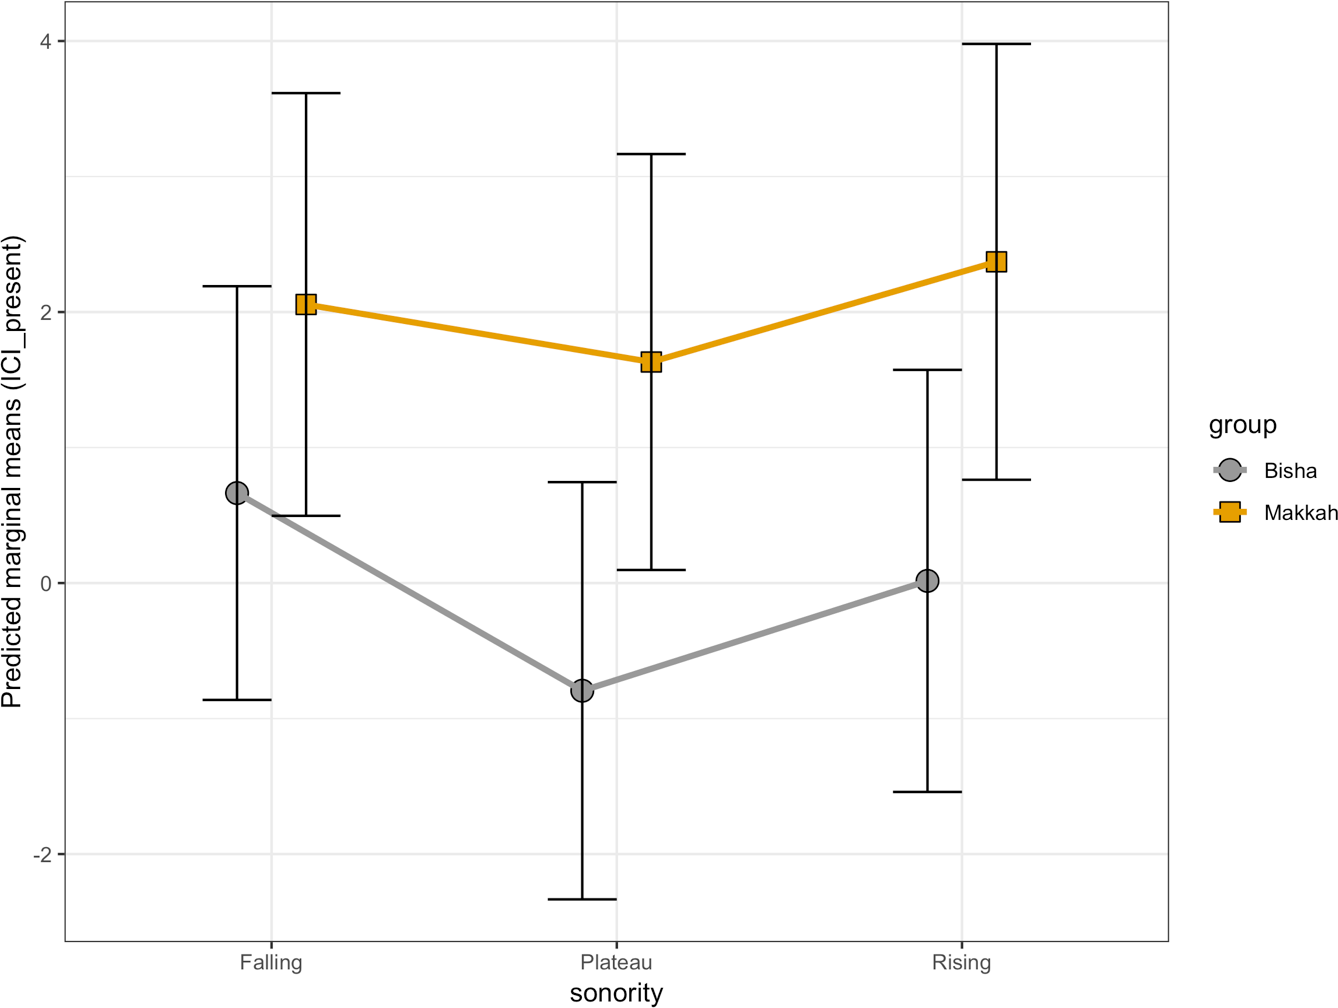 Predicted marginal means (ICI_present)
4
2
0
-2
Falling
Plateau
Rising
sonority
group
Bisha
Makkah